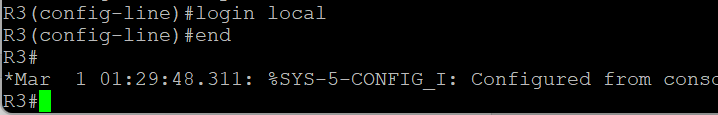 R3(config-line)#login local
R3(config-line)#end
R3#
*Mar  1 01:29:48.311: %SYS-5-CONFIG_I: Configured from conso
R3#